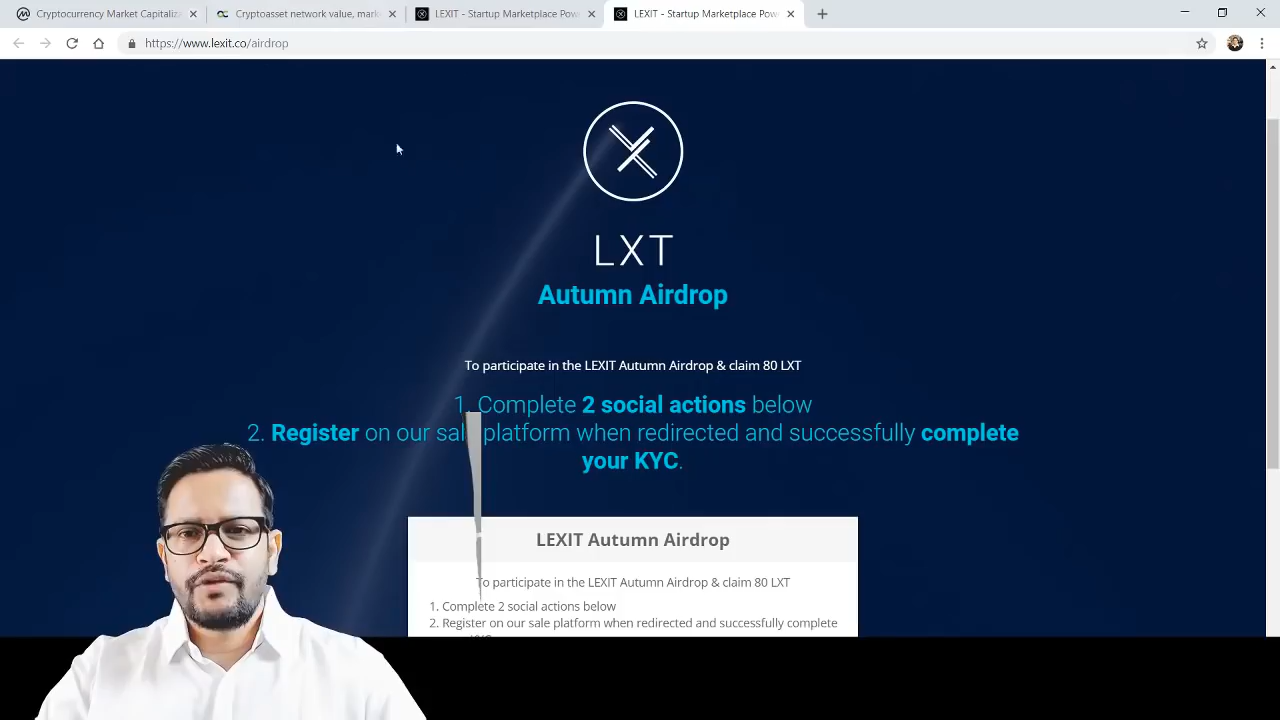 Cryptocurrency Market Capitaliz
Cryptoasset network value, mark
LEXIT - Startup Marketplace Pow
LEXIT - Startup Marketplace Pow
https://www.lexit.co/airdrop
LXT
Autumn Airdrop
To participate in the LEXIT Autumn Airdrop & claim 80 LXT
1. Complete 2 social actions below
2. Register on our sale platform when redirected and successfully complete
your KYC.
LEXIT Autumn Airdrop
To participate in the LEXIT Autumn Airdrop & claim 80 LXT
1. Complete 2 social actions below
2. Register on our sale platform when redirected and successfully complete